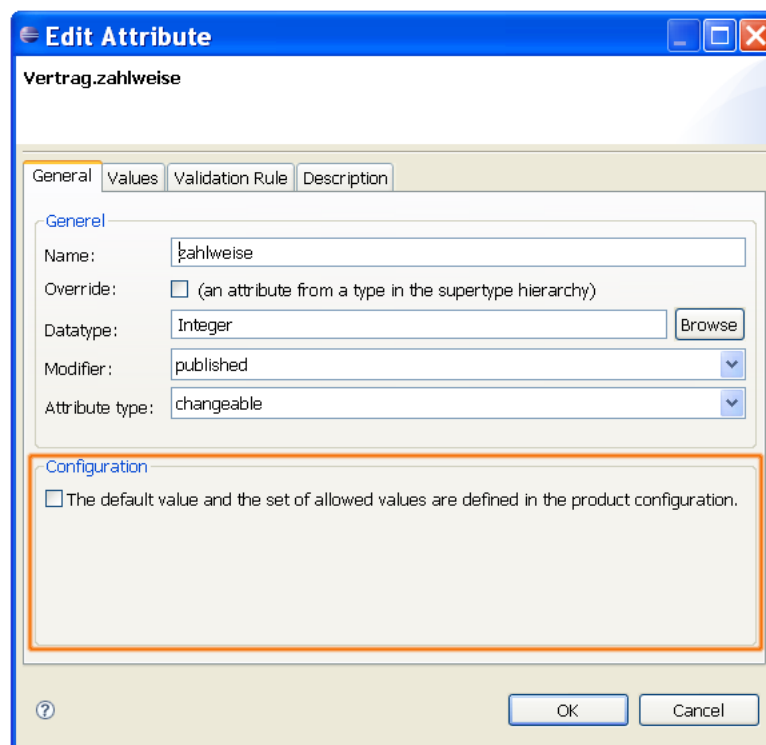 Edit Attribute
Vertrag.zahlweise
General Values Validation Rule Description
Generel
Name: zahlweise
Override: (an attribute from a type in the supertype hierarchy)
Datatype: Integer Browse
Modifier: published
Attribute type: changeable
Configuration
The default value and the set of allowed values are defined in the product configuration.
? OK Cancel